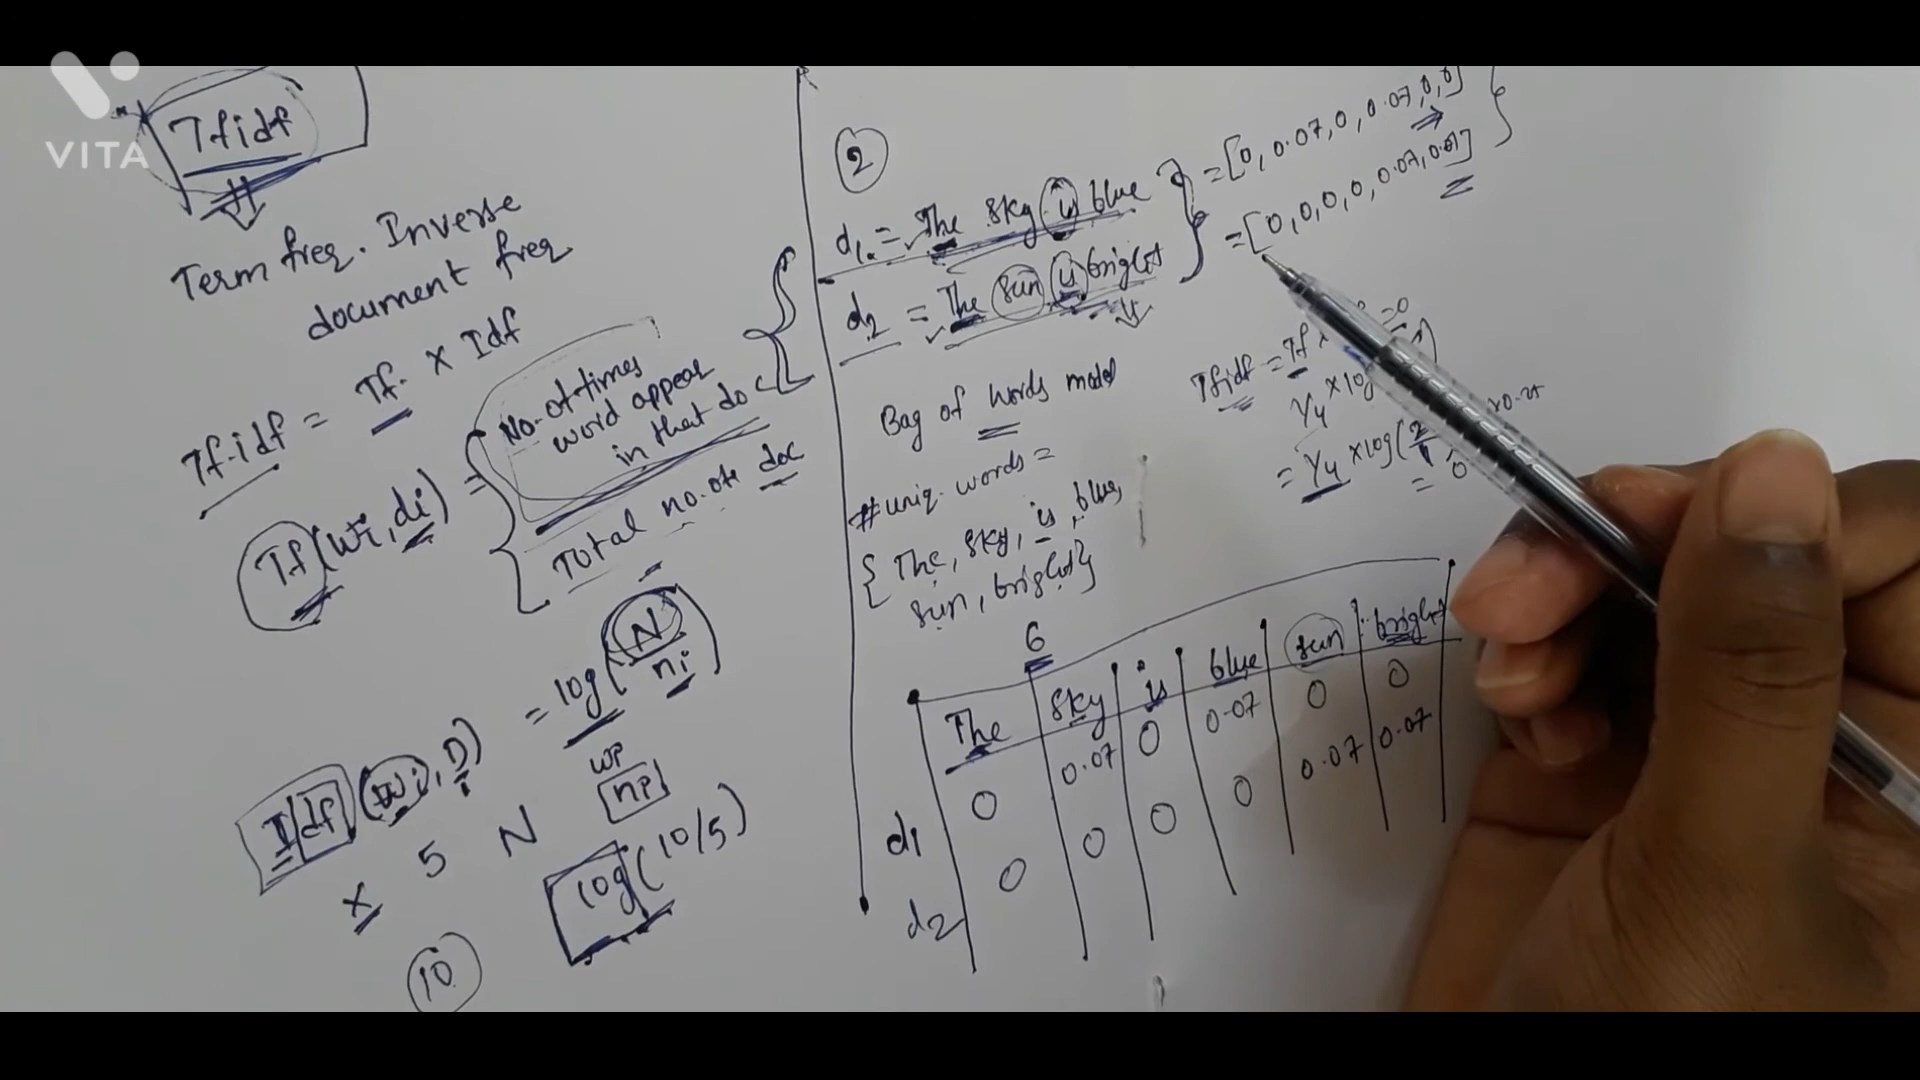 VITA
Tfidf
Term freq. Inverse
document freq
Tf-idf = Tf. × Idf
Tf(wi, di) = No. of times
word appear
in that do
Total no. of doc
Idf(wi, D) = log(N/ni)
wp
np
× 5 N
log(10/5)
10
2
d1 = The sky is blue = [0, 0.07, 0, 0.07, 0, 0]
d2 = The sun is bright = [0, 0, 0, 0, 0.07, 0.07]
Bag of words model
# uniq. words =
{ The, sky, is, blue,
sun, bright}
6
Tfidf = Tf ×
=0
1/4 × log
= 1/4 × log(2/1
= 0
The sky is blue sun bright
d1 0 0.07 0 0.07 0 0
d2 0 0 0 0 0.07 0.07